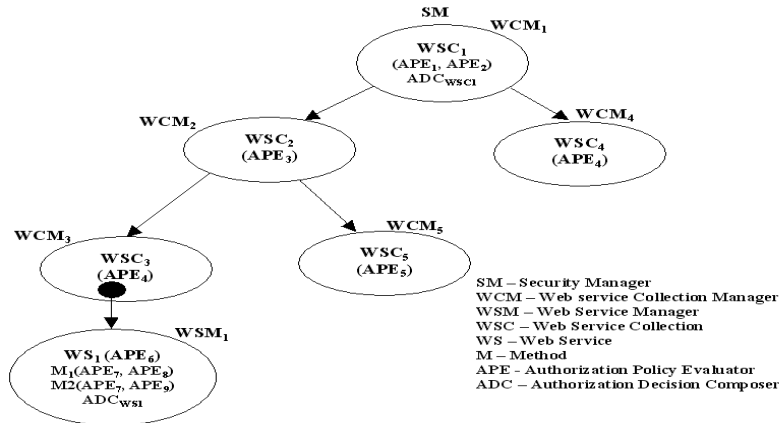 SM
WCM₁
WSC₁
(APE₁, APE₂)
ADC_WSC1
WCM₂
WSC₂
(APE₃)
WCM₄
WSC₄
(APE₄)
WCM₃
WSC₃
(APE₄)
WCM₅
WSC₅
(APE₅)
WSM₁
WS₁ (APE₆)
M₁(APE₇, APE₈)
M2(APE₇, APE₉)
ADC_WS1
SM – Security Manager
WCM – Web service Collection Manager
WSM – Web Service Manager
WSC – Web Service Collection
WS – Web Service
M – Method
APE - Authorization Policy Evaluator
ADC – Authorization Decision Composer